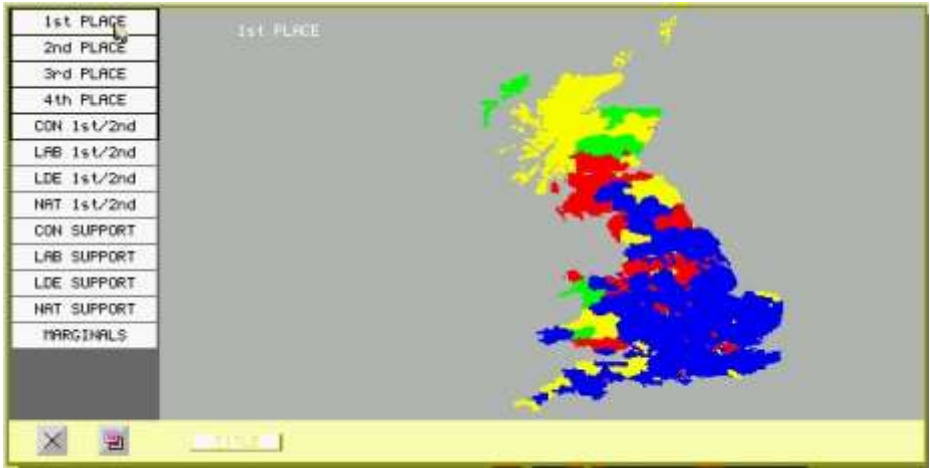 1st PLACE
2nd PLACE
3rd PLACE
4th PLACE
CON 1st/2nd
LAB 1st/2nd
LDE 1st/2nd
NAT 1st/2nd
CON SUPPORT
LAB SUPPORT
LDE SUPPORT
NAT SUPPORT
MARGINALS
1st PLACE
TITLE